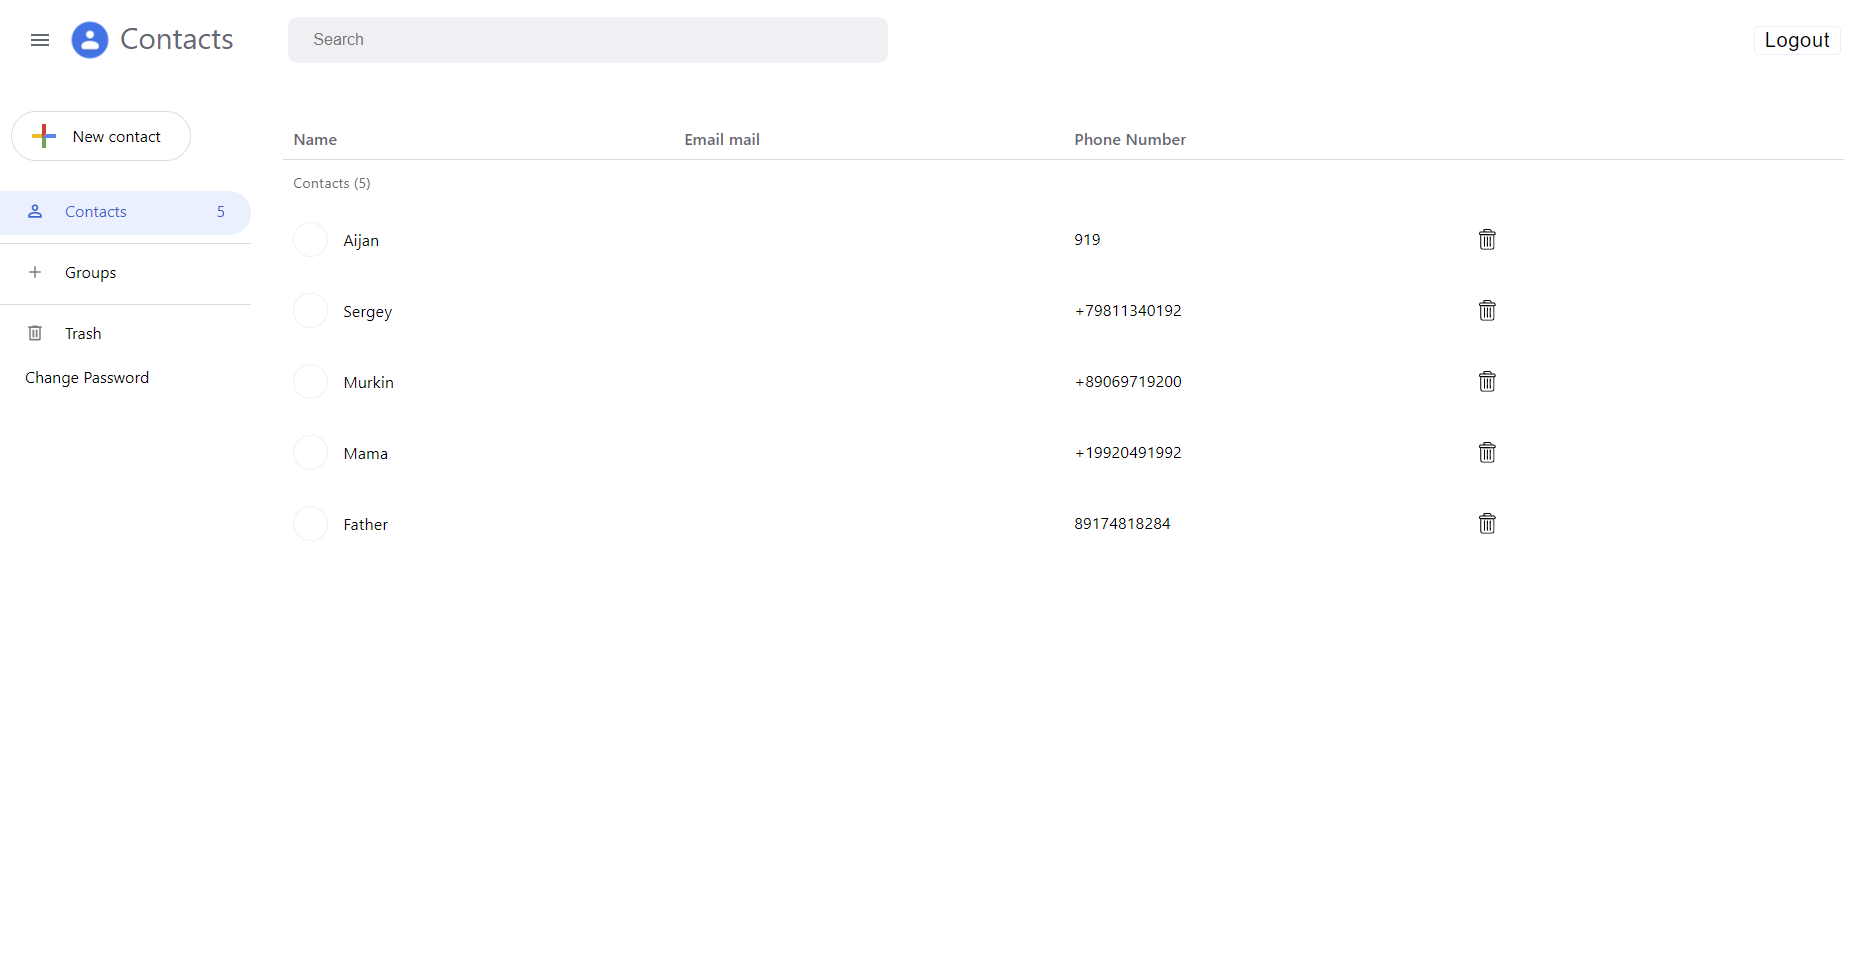 Contacts
Search
Logout
New contact
Contacts 5
Groups
Trash
Change Password
Name Email mail Phone Number
Contacts (5)
Aijan 919
Sergey +79811340192
Murkin +89069719200
Mama +19920491992
Father 89174818284